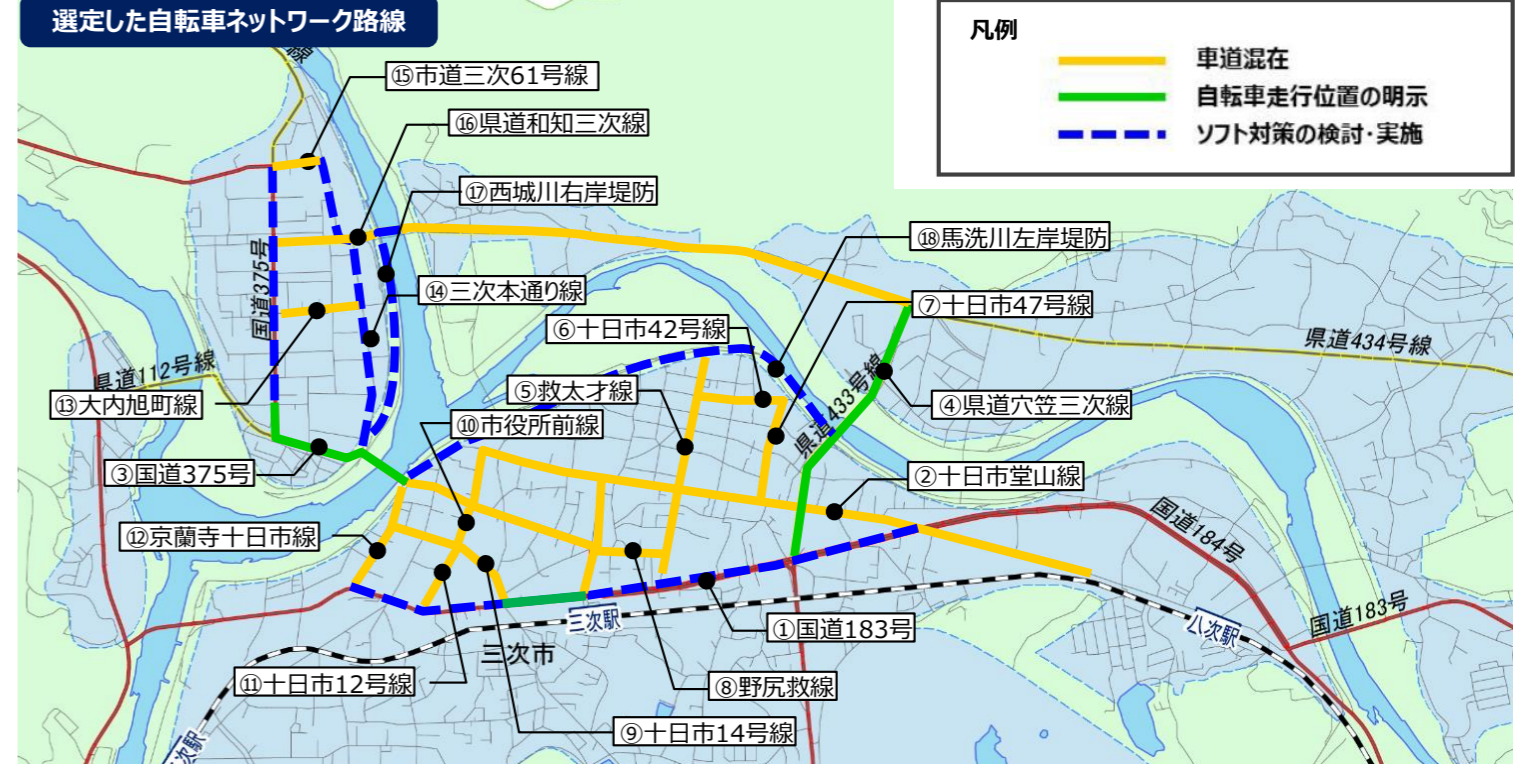 選定した自転車ネットワーク路線
凡例
車道混在
自転車走行位置の明示
ソフト対策の検討・実施
線
⑮市道三次61号線
⑯県道和知三次線
⑰西城川右岸堤防
⑱馬洗川左岸堤防
国道375号
⑭三次本通り線
⑦十日市47号線
⑥十日市42号線
県道434号線
県道112号線
⑤救太才線
県道433号線
⑬大内旭町線
④県道穴笠三次線
⑩市役所前線
③国道375号
②十日市堂山線
国道184号
⑫京蘭寺十日市線
国道183号
三次駅
①国道183号
八次駅
三次市
⑪十日市12号線
⑧野尻救線
⑨十日市14号線
次駅